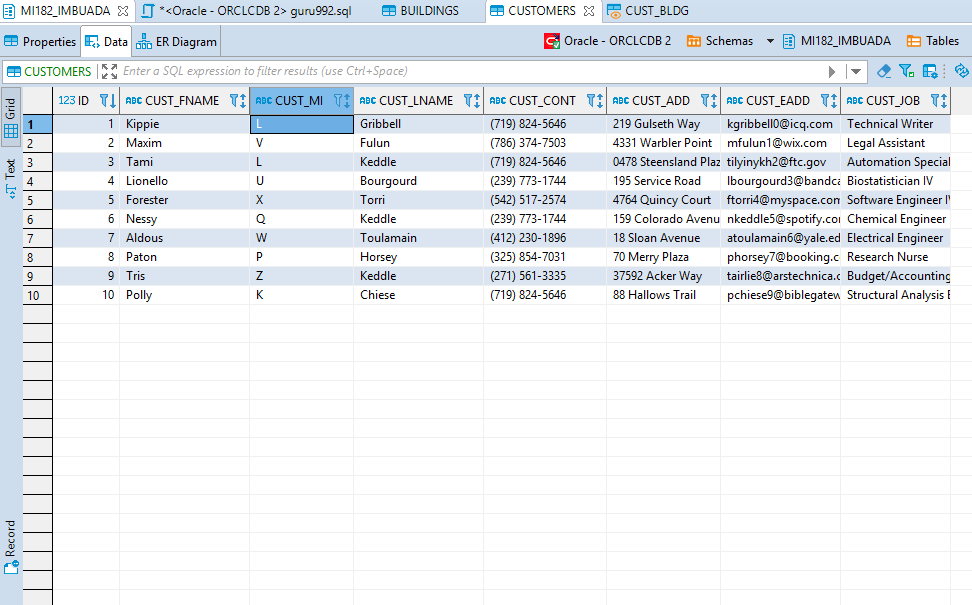 MI182_IMBUADA *<Oracle - ORCLCDB 2> guru992.sql BUILDINGS CUSTOMERS CUST_BLDG
Properties Data ER Diagram Oracle - ORCLCDB 2 Schemas MI182_IMBUADA Tables
CUSTOMERS Enter a SQL expression to filter results (use Ctrl+Space)
Grid
Text
Record
123 ID ABC CUST_FNAME ABC CUST_MI ABC CUST_LNAME ABC CUST_CONT ABC CUST_ADD ABC CUST_EADD ABC CUST_JOB
1 1 Kippie L Gribbell (719) 824-5646 219 Gulseth Way kgribbell0@icq.com Technical Writer
2 2 Maxim V Fulun (786) 374-7503 4331 Warbler Point mfulun1@wix.com Legal Assistant
3 3 Tami L Keddle (719) 824-5646 0478 Steensland Plaz tilyinykh2@ftc.gov Automation Special
4 4 Lionello U Bourgourd (239) 773-1744 195 Service Road lbourgourd3@bandca Biostatistician IV
5 5 Forester X Torri (542) 517-2574 4764 Quincy Court ftorri4@myspace.com Software Engineer I
6 6 Nessy Q Keddle (239) 773-1744 159 Colorado Avenu nkeddle5@spotify.co Chemical Engineer
7 7 Aldous W Toulamain (412) 230-1896 18 Sloan Avenue atoulamain6@yale.ed Electrical Engineer
8 8 Paton P Horsey (325) 854-7031 70 Merry Plaza phorsey7@booking.c Research Nurse
9 9 Tris Z Keddle (271) 561-3335 37592 Acker Way tairlie8@arstechnica.c Budget/Accounting
10 10 Polly K Chiese (719) 824-5646 88 Hallows Trail pchiese9@biblegatew Structural Analysis E